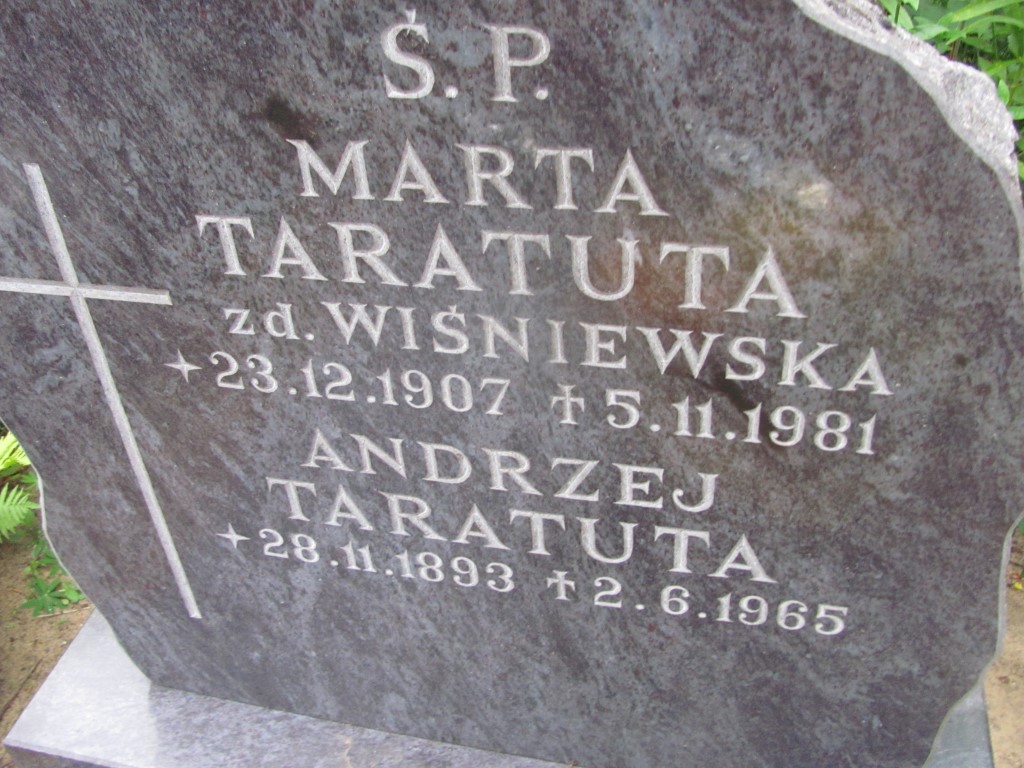 Ś.P.
MARTA
TARATUTA
zd. WIŚNIEWSKA
23.12.1907 5.11.1981
ANDRZEJ
TARATUTA
28.11.1893 2.6.1965